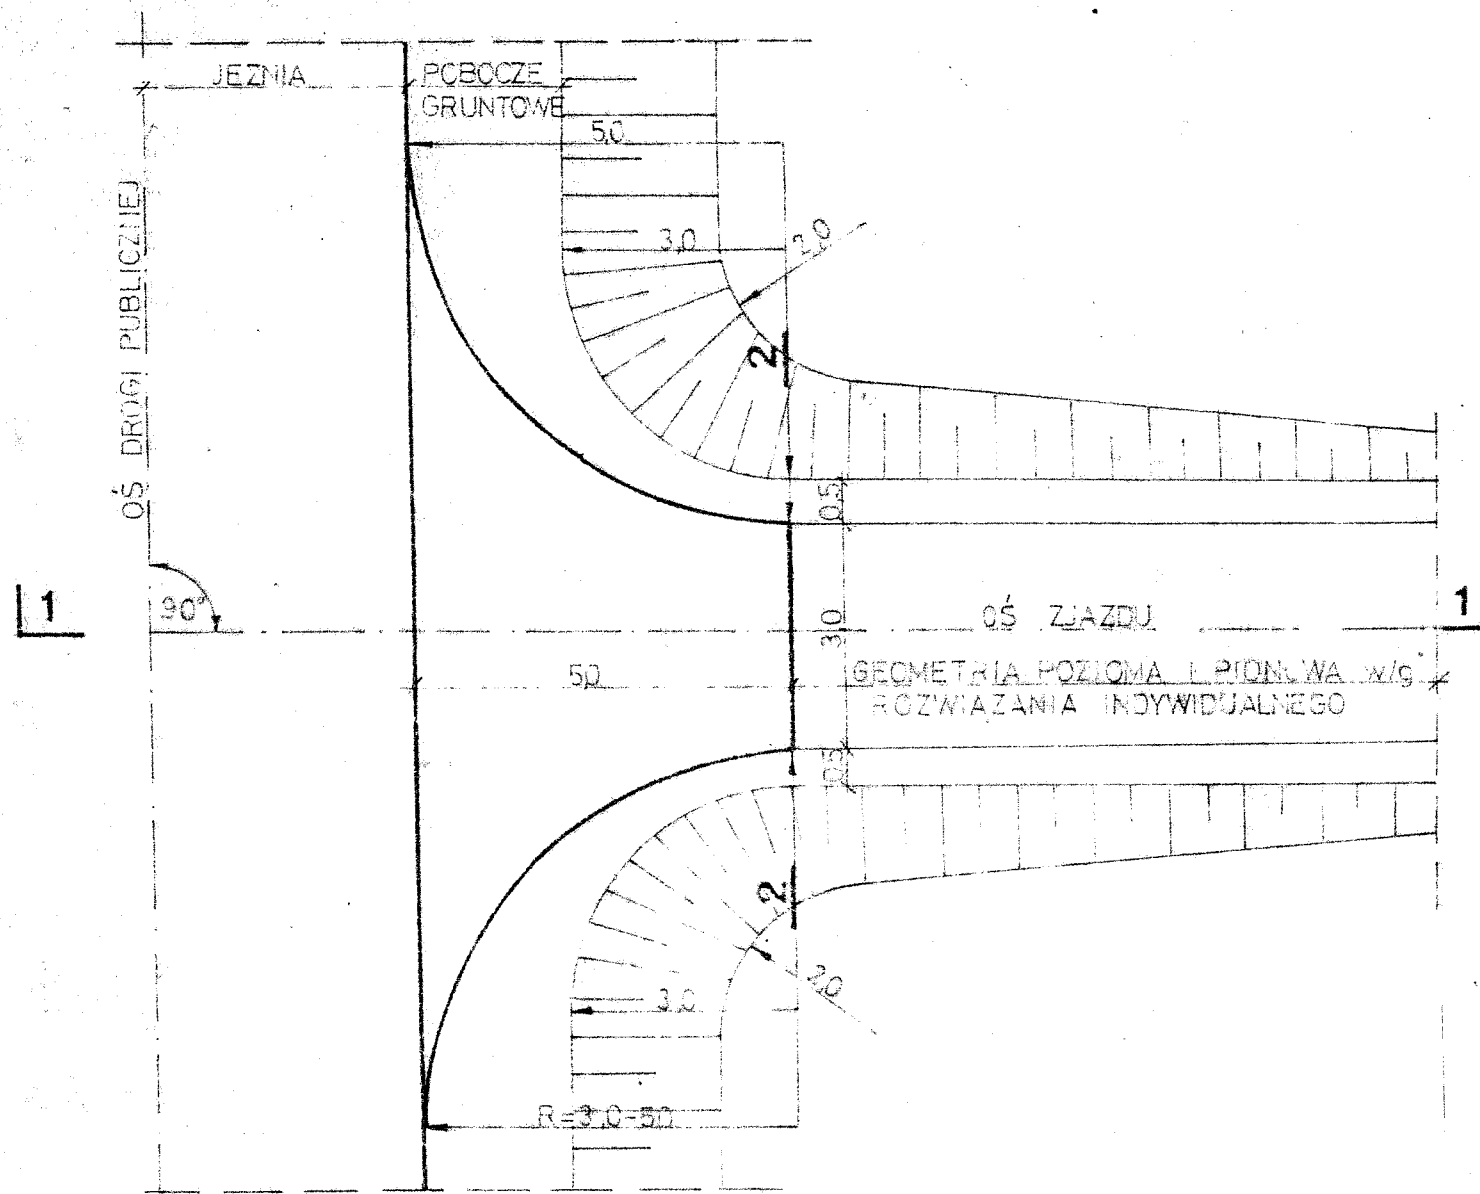 JEZNIA
POBOCZE
GRUNTOWE
5,0
OŚ DROGI PUBLICZNEJ
3,0
2,0
2
0,5
1
90°
OŚ ZJAZDU
1
3,0
5,0
GEOMETRIA POZIOMA I PIONOWA w/g
ROZWIĄZANIA INDYWIDUALNEGO
0,5
2
2,0
3,0
R=3,0-5,0